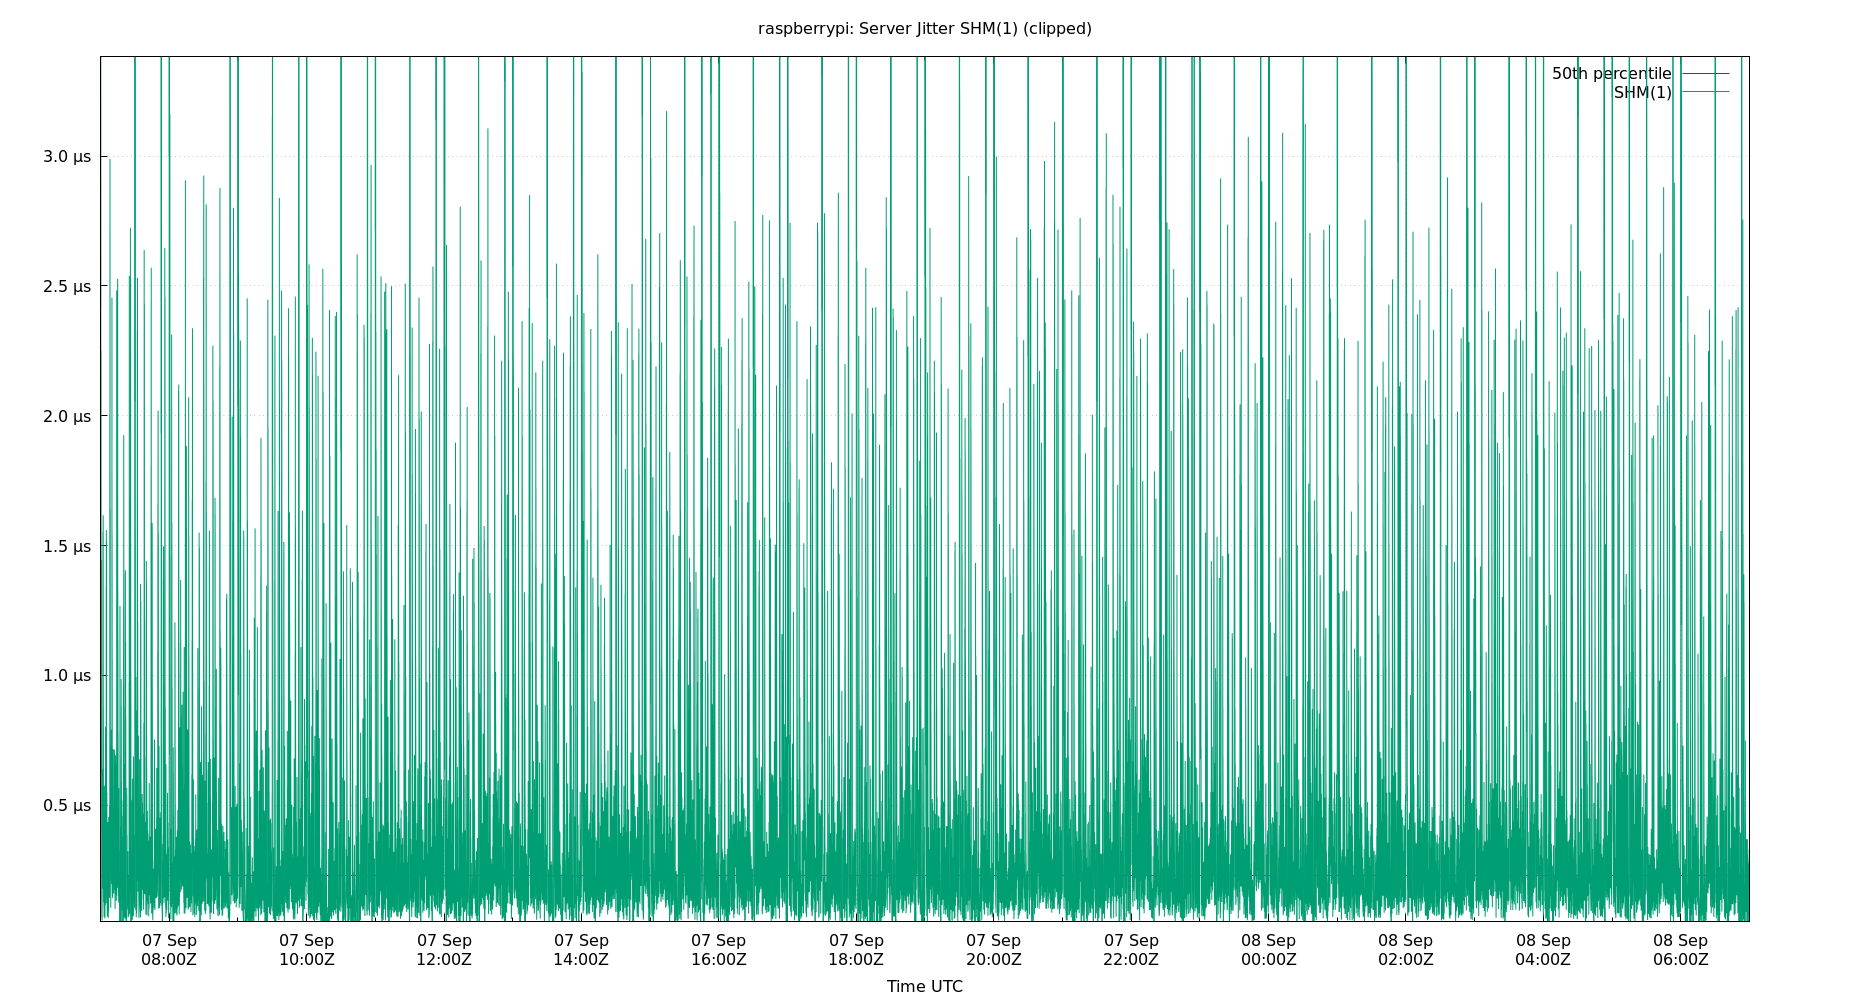 raspberrypi: Server Jitter SHM(1) (clipped)
50th percentile
SHM(1)
3.0 μs
2.5 μs
2.0 μs
1.5 μs
1.0 μs
0.5 μs
07 Sep 07 Sep 07 Sep 07 Sep 07 Sep 07 Sep 07 Sep 07 Sep 08 Sep 08 Sep 08 Sep 08 Sep
08:00Z 10:00Z 12:00Z 14:00Z 16:00Z 18:00Z 20:00Z 22:00Z 00:00Z 02:00Z 04:00Z 06:00Z
Time UTC